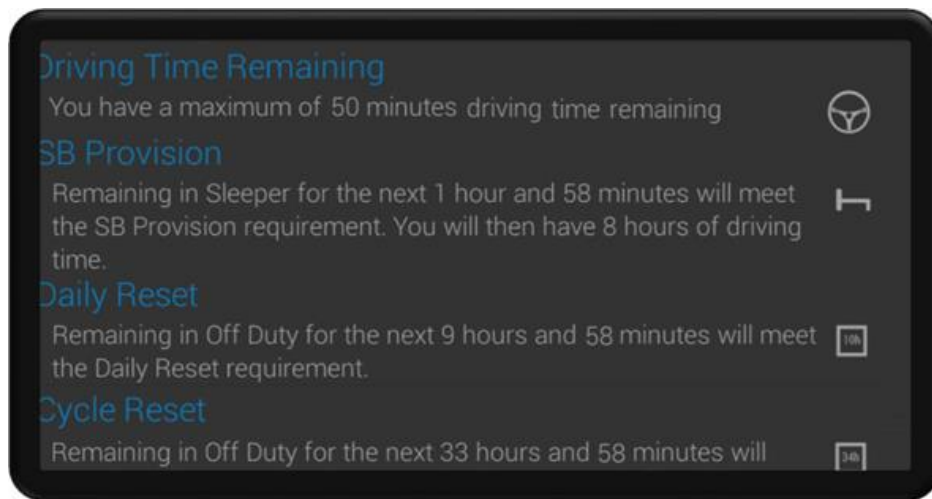 Driving Time Remaining
You have a maximum of 50 minutes driving time remaining
SB Provision
Remaining in Sleeper for the next 1 hour and 58 minutes will meet
the SB Provision requirement. You will then have 8 hours of driving
time.
Daily Reset
Remaining in Off Duty for the next 9 hours and 58 minutes will meet
the Daily Reset requirement.
10h
Cycle Reset
Remaining in Off Duty for the next 33 hours and 58 minutes will
34h